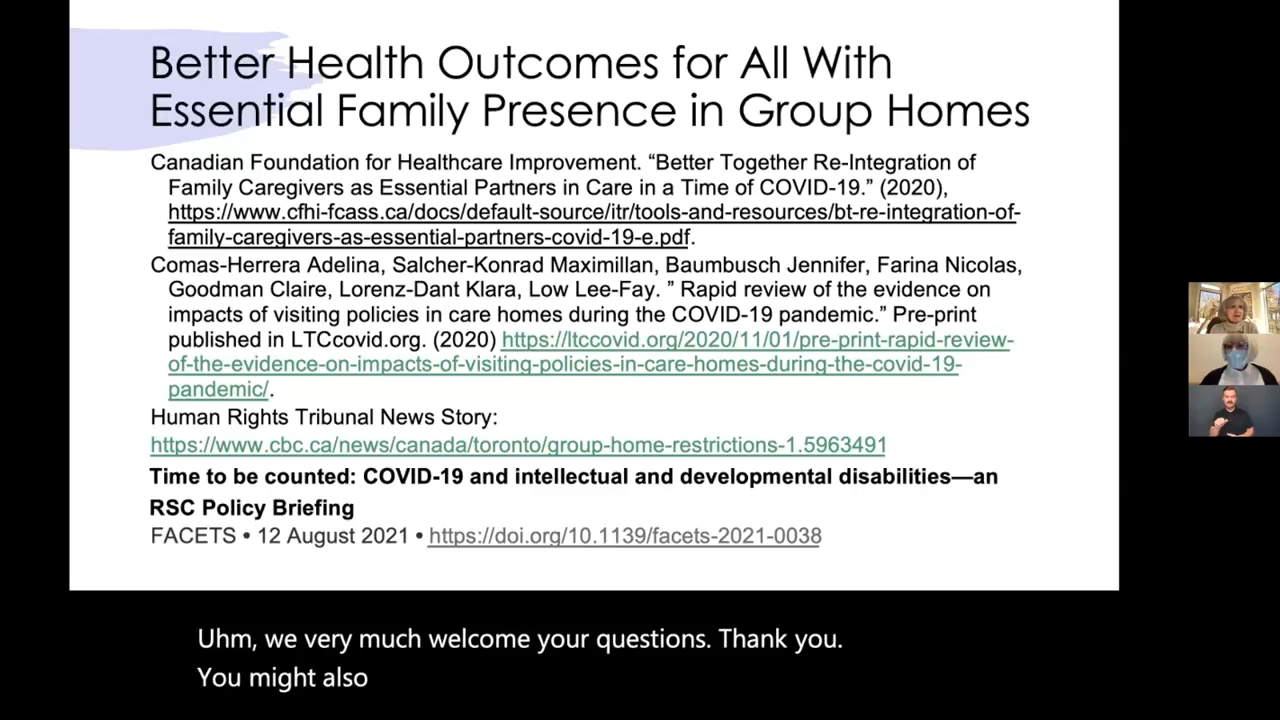 Better Health Outcomes for All With
Essential Family Presence in Group Homes
Canadian Foundation for Healthcare Improvement. “Better Together Re-Integration of
Family Caregivers as Essential Partners in Care in a Time of COVID-19.” (2020),
https://www.cfhi-fcass.ca/docs/default-source/itr/tools-and-resources/bt-re-integration-of-
family-caregivers-as-essential-partners-covid-19-e.pdf.
Comas-Herrera Adelina, Salcher-Konrad Maximillan, Baumbusch Jennifer, Farina Nicolas,
Goodman Claire, Lorenz-Dant Klara, Low Lee-Fay. ” Rapid review of the evidence on
impacts of visiting policies in care homes during the COVID-19 pandemic.” Pre-print
published in LTCcovid.org. (2020) https://ltccovid.org/2020/11/01/pre-print-rapid-review-
of-the-evidence-on-impacts-of-visiting-policies-in-care-homes-during-the-covid-19-
pandemic/.
Human Rights Tribunal News Story:
https://www.cbc.ca/news/canada/toronto/group-home-restrictions-1.5963491
Time to be counted: COVID-19 and intellectual and developmental disabilities—an
RSC Policy Briefing
FACETS • 12 August 2021 • https://doi.org/10.1139/facets-2021-0038
Uhm, we very much welcome your questions. Thank you.
You might also